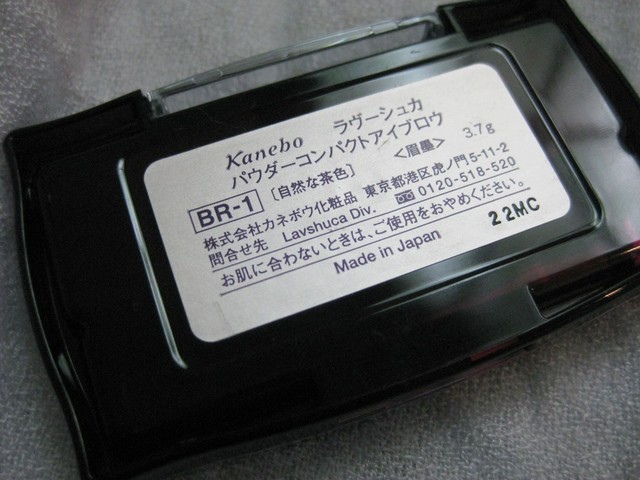 Kanebo ラヴーシュカ
パウダーコンパクトアイブロウ
BR-1 [自然な茶色] <眉墨> 3.7g
株式会社カネボウ化粧品 東京都港区虎ノ門5-11-2
問合せ先 Lavshuca Div. 0120-518-520
お肌に合わないときは、ご使用をおやめください。
Made in Japan 22MC